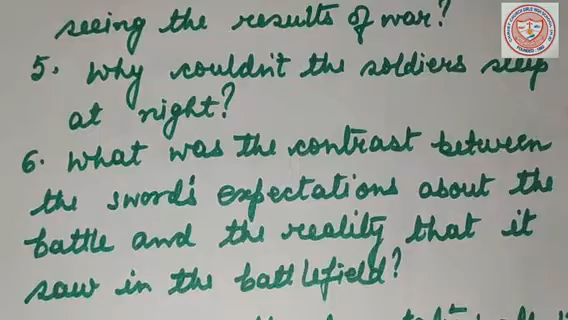 seeing the results of war?
5. Why couldn't the soldiers sleep
at night?
6. What was the contrast between
the sword's expectations about the
battle and the reality that it
saw in the battlefield?